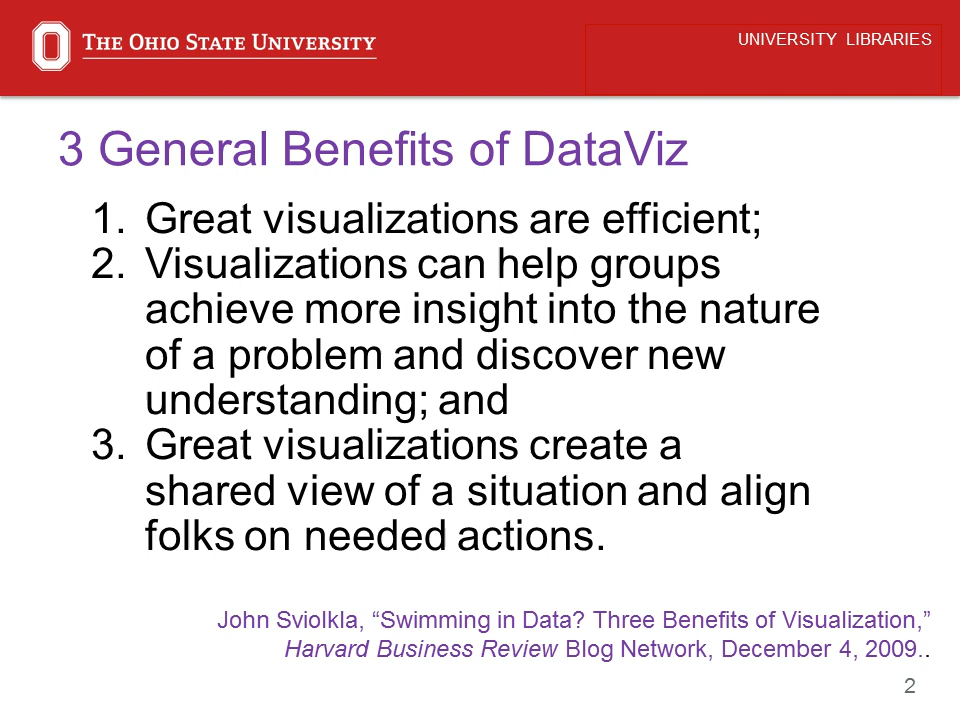 THE OHIO STATE UNIVERSITY
UNIVERSITY LIBRARIES
3 General Benefits of DataViz
1. Great visualizations are efficient;
2. Visualizations can help groups
achieve more insight into the nature
of a problem and discover new
understanding; and
3. Great visualizations create a
shared view of a situation and align
folks on needed actions.
John Sviolkla, “Swimming in Data? Three Benefits of Visualization,”
Harvard Business Review Blog Network, December 4, 2009..
2